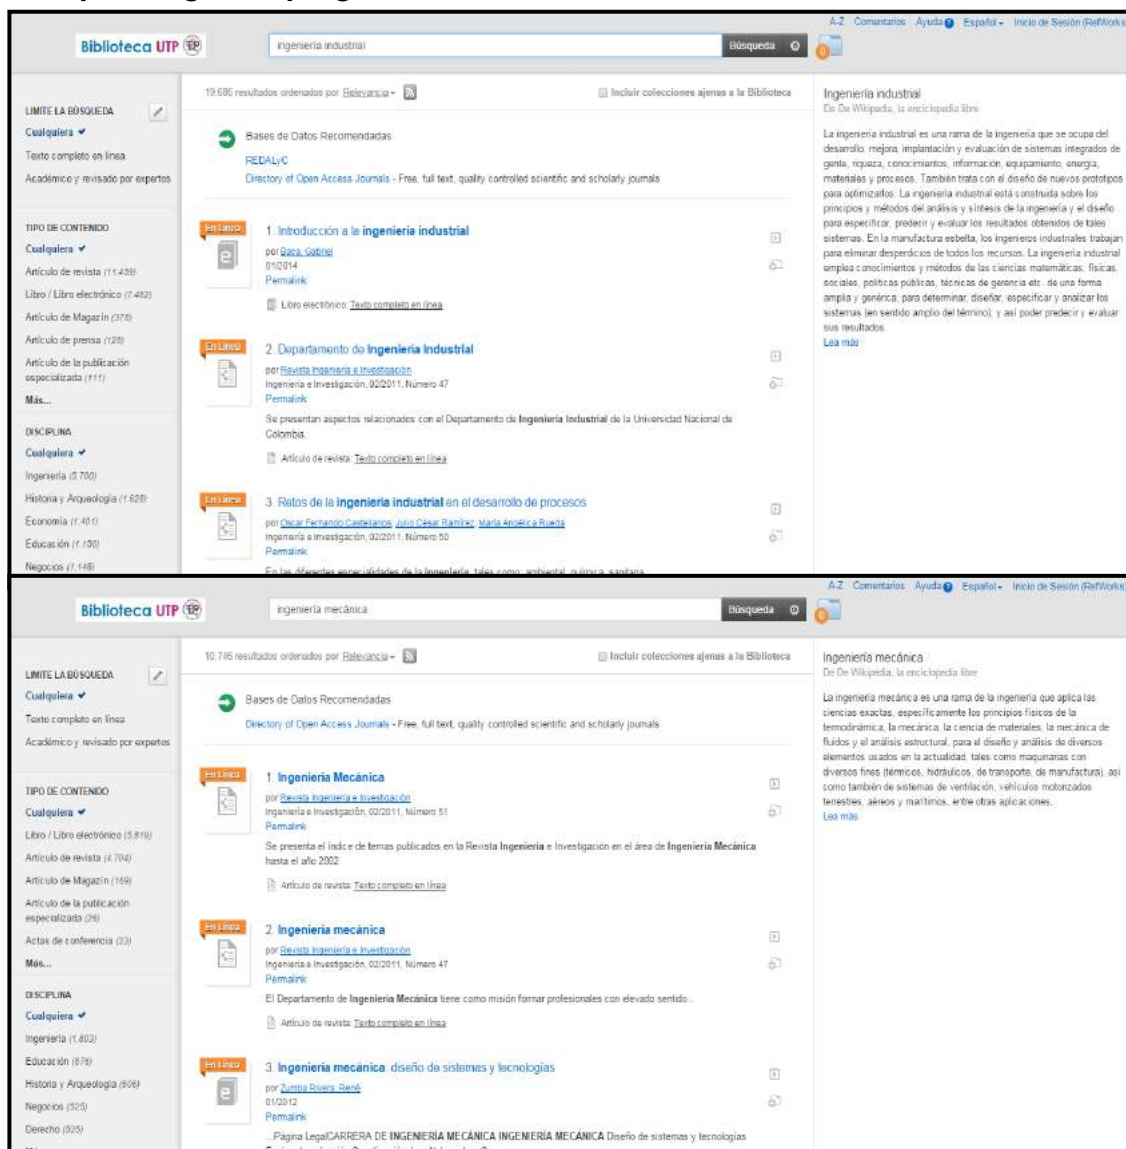 A-Z Comentarios Ayuda Español Inicio de Sesión (RefWorks
Biblioteca UTP
ingeniería industrial
Búsqueda
0
19.686 resultados ordenados por Relevancia
Incluir colecciones ajenas a la Biblioteca
LIMITE LA BÚSQUEDA
Cualquiera
Texto completo en línea
Académico y revisado por expertos
TIPO DE CONTENIDO
Cualquiera
Artículo de revista (11.409)
Libro / Libro electrónico (7.482)
Artículo de Magazín (378)
Artículo de prensa (128)
Artículo de la publicación
especializada (111)
Más...
DISCIPLINA
Cualquiera
Ingeniería (5.700)
Historia y Arqueología (1.628)
Economía (1.401)
Educación (1.150)
Negocios (1.148)
Bases de Datos Recomendadas
REDALyC
Directory of Open Access Journals - Free, full text, quality controlled scientific and scholarly journals
En Línea
1. Introducción a la ingeniería industrial
por Baca, Gabriel
01/2014
Permalink
Libro electrónico: Texto completo en línea
En Línea
2. Departamento de Ingeniería Industrial
por Revista Ingeniería e Investigación
Ingeniería e Investigación, 02/2011, Número 47
Permalink
Se presentan aspectos relacionados con el Departamento de Ingeniería Industrial de la Universidad Nacional de
Colombia.
Artículo de revista: Texto completo en línea
En Línea
3. Retos de la ingeniería industrial en el desarrollo de procesos
por Oscar Fernando Castellanos, Julio César Ramírez, María Angélica Rueda
Ingeniería e Investigación, 02/2011, Número 50
Permalink
En las diferentes especialidades de la Ingeniería, tales como, ambiental, química, sanitaria
Ingeniería industrial
De De Wikipedia, la enciclopedia libre
La ingeniería industrial es una rama de la ingeniería que se ocupa del
desarrollo, mejora, implantación y evaluación de sistemas integrados de
gente, riqueza, conocimientos, información, equipamiento, energía,
materiales y procesos. También trata con el diseño de nuevos prototipos
para optimizarlos. La ingeniería industrial está construida sobre los
principios y métodos del análisis y síntesis de la ingeniería y el diseño
para especificar, predecir y evaluar los resultados obtenidos de tales
sistemas. En la manufactura esbelta, los ingenieros industriales trabajan
para eliminar desperdicios de todos los recursos. La ingeniería industrial
emplea conocimientos y métodos de las ciencias matemáticas, físicas,
sociales, políticas públicas, técnicas de gerencia etc. de una forma
amplia y genérica, para determinar, diseñar, especificar y analizar los
sistemas (en sentido amplio del término), y así poder predecir y evaluar
sus resultados.
Lea más
A-Z Comentarios Ayuda Español Inicio de Sesión (RefWorks)
Biblioteca UTP
ingeniería mecánica
Búsqueda
0
10.746 resultados ordenados por Relevancia
Incluir colecciones ajenas a la Biblioteca
LIMITE LA BÚSQUEDA
Cualquiera
Texto completo en línea
Académico y revisado por expertos
TIPO DE CONTENIDO
Cualquiera
Libro / Libro electrónico (5.819)
Artículo de revista (4.704)
Artículo de Magazín (169)
Artículo de la publicación
especializada (26)
Actas de conferencia (23)
Más...
DISCIPLINA
Cualquiera
Ingeniería (1.803)
Educación (878)
Historia y Arqueología (606)
Negocios (525)
Derecho (525)
Bases de Datos Recomendadas
Directory of Open Access Journals - Free, full text, quality controlled scientific and scholarly journals
En Línea
1. Ingeniería Mecánica
por Revista Ingeniería e Investigación
Ingeniería e Investigación, 02/2011, Número 51
Permalink
Se presenta el índice de temas publicados en la Revista Ingeniería e Investigación en el área de Ingeniería Mecánica
hasta el año 2002
Artículo de revista: Texto completo en línea
En Línea
2. Ingeniería mecánica
por Revista Ingeniería e Investigación
Ingeniería e Investigación, 02/2011, Número 47
Permalink
El Departamento de Ingeniería Mecánica tiene como misión formar profesionales con elevado sentido...
Artículo de revista: Texto completo en línea
En Línea
3. Ingeniería mecánica: diseño de sistemas y tecnologías
por Zumba Rivera, René
01/2012
Permalink
...Página LegalCARRERA DE INGENIERÍA MECÁNICA INGENIERÍA MECÁNICA Diseño de sistemas y tecnologías
Ingeniería mecánica
De De Wikipedia, la enciclopedia libre
La ingeniería mecánica es una rama de la ingeniería que aplica las
ciencias exactas, específicamente los principios físicos de la
termodinámica, la mecánica, la ciencia de materiales, la mecánica de
fluidos y el análisis estructural, para el diseño y análisis de diversos
elementos usados en la actualidad, tales como maquinarias con
diversos fines (térmicos, hidráulicos, de transporte, de manufactura), así
como también de sistemas de ventilación, vehículos motorizados
terrestres, aéreos y marítimos, entre otras aplicaciones.
Lea más